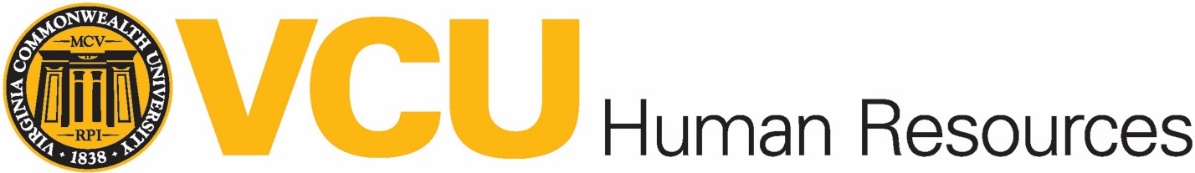 VIRGINIA COMMONWEALTH UNIVERSITY
MCV
RPI
· 1838 ·
VCU Human Resources